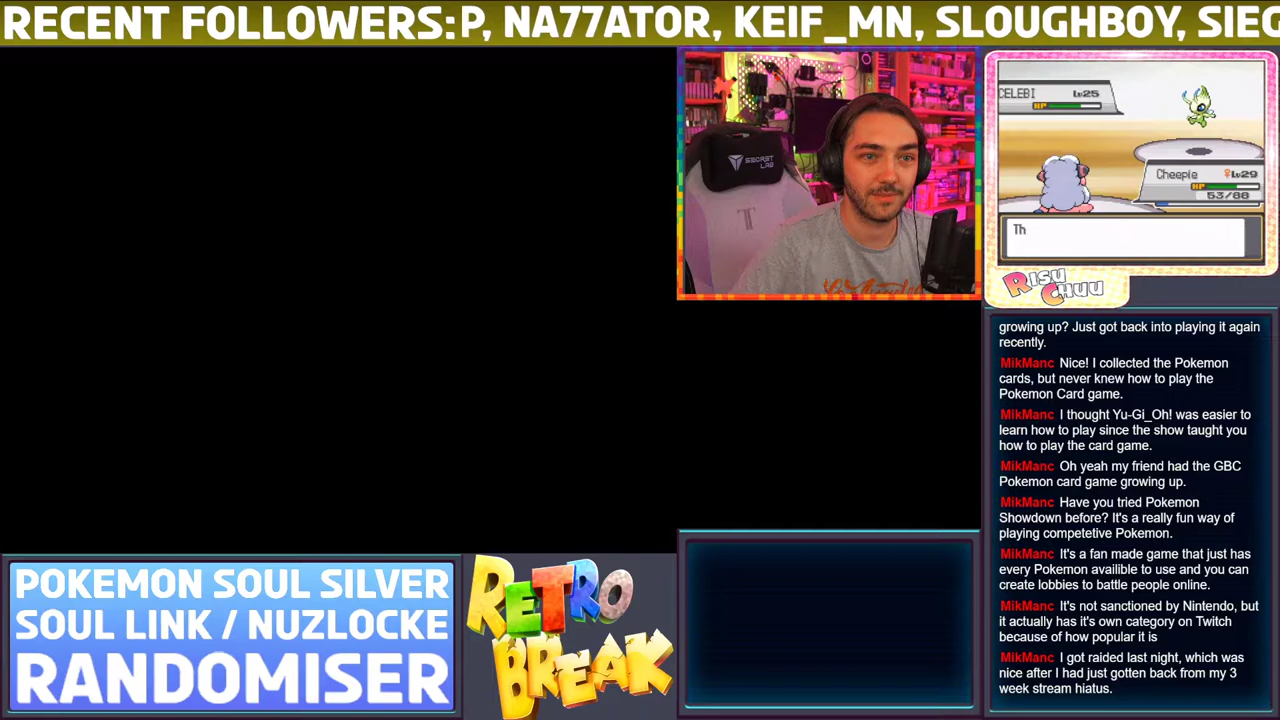 RECENT FOLLOWERS: P, NA77ATOR, KEIF_MN, SLOUGHBOY, SIEG
SECRET
LAB
CELEBI Lv25
HP
Cheepie ♀Lv29
HP
53/88
Th
RISU
CHUU
growing up? Just got back into playing it again
recently.
MikManc Nice! I collected the Pokemon
cards, but never knew how to play the
Pokemon Card game.
MikManc I thought Yu-Gi_Oh! was easier to
learn how to play since the show taught you
how to play the card game.
MikManc Oh yeah my friend had the GBC
Pokemon card game growing up.
MikManc Have you tried Pokemon
Showdown before? It's a really fun way of
playing competetive Pokemon.
MikManc It's a fan made game that just has
every Pokemon availible to use and you can
create lobbies to battle people online.
MikManc It's not sanctioned by Nintendo, but
it actually has it's own category on Twitch
because of how popular it is
MikManc I got raided last night, which was
nice after I had just gotten back from my 3
week stream hiatus.
POKEMON SOUL SILVER
SOUL LINK / NUZLOCKE
RANDOMISER
RETRO
BREAK